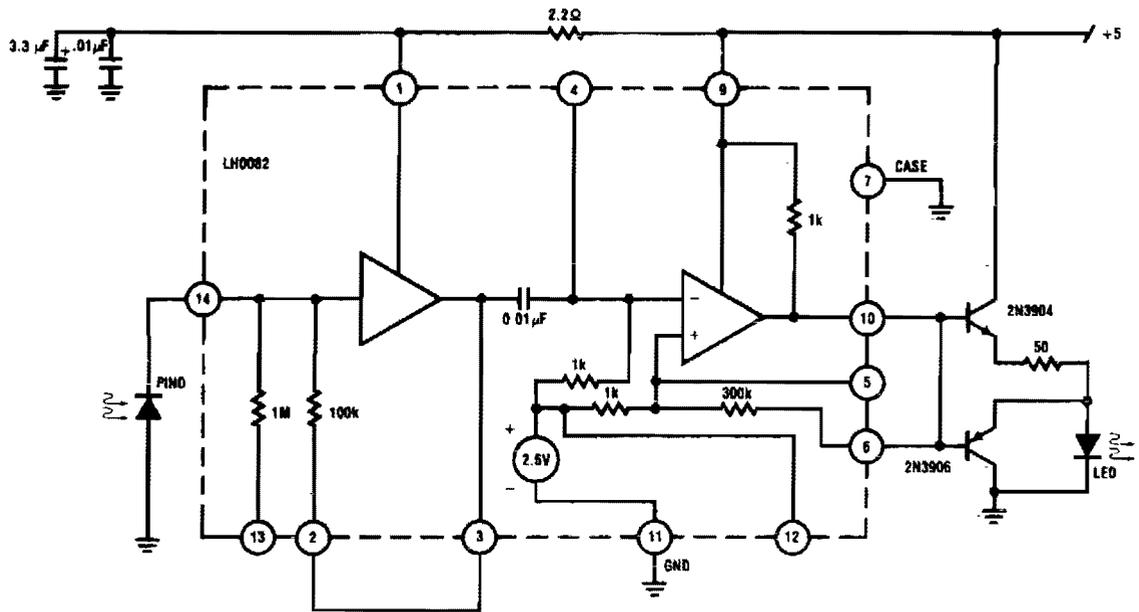 2.2Ω
3.3 µF + .01µF
+5
1
4
9
LH0082
7
CASE
1k
14
0.01µF
−
+
10
2N3904
50
PIND
1M
100k
1k
1k
300k
5
6
+
2.5V
−
2N3906
LED
13
2
3
11
GND
12